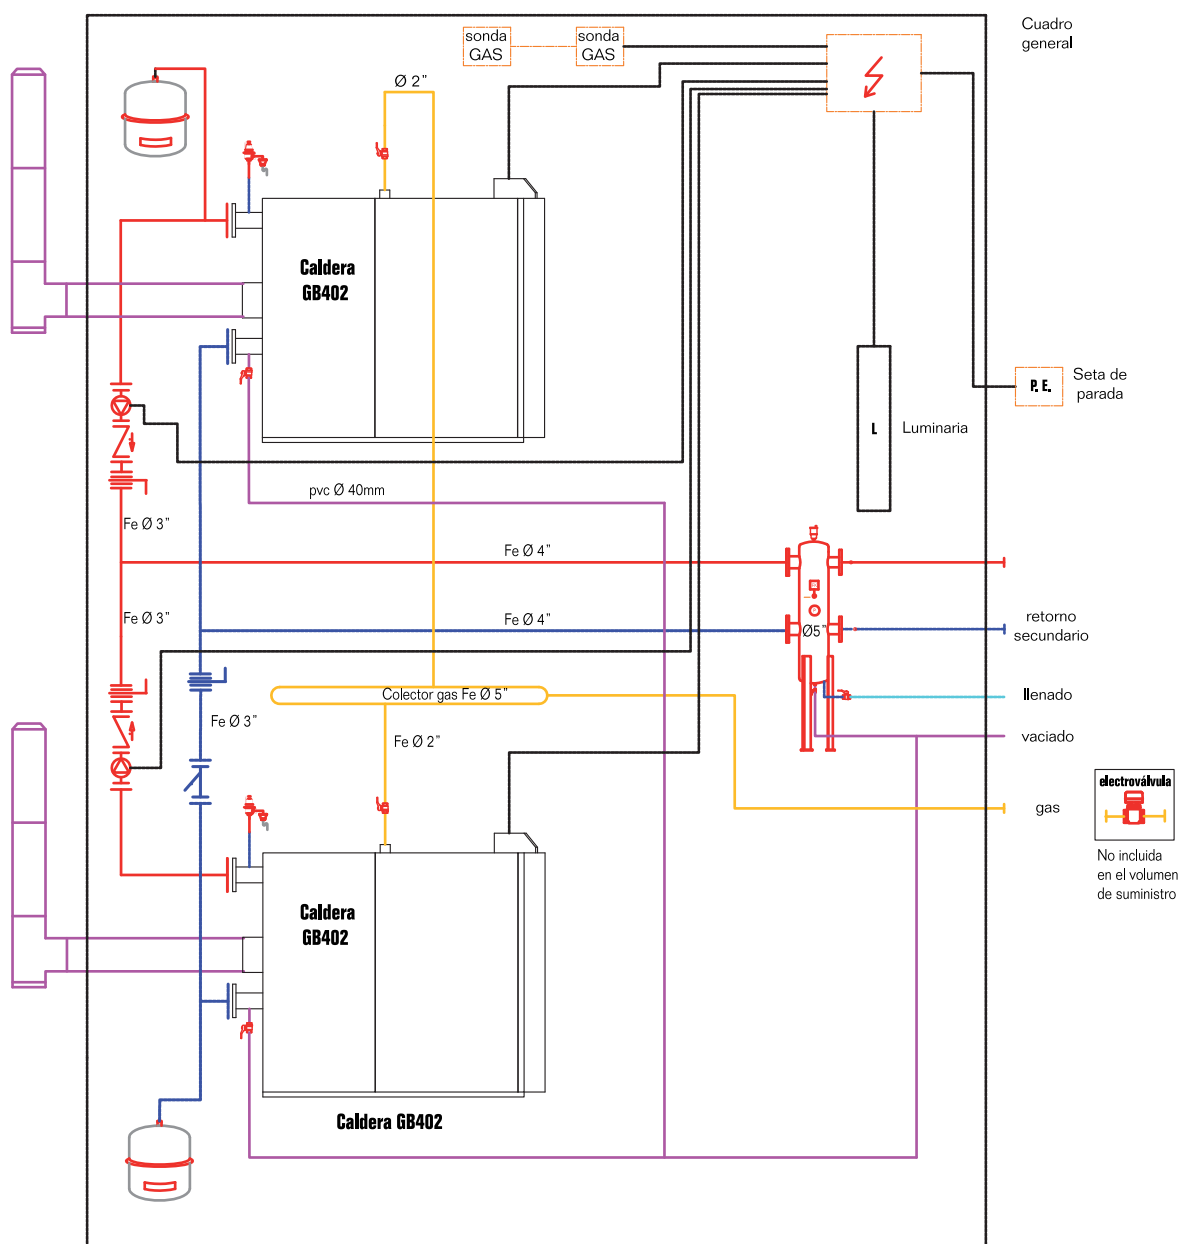 Cuadro
general
sonda
GAS
sonda
GAS
Ø 2”
Caldera
GB402
P. E.
Seta de
parada
L
Luminaria
pvc Ø 40mm
Fe Ø 3”
Fe Ø 4”
Fe Ø 3”
Fe Ø 4”
Ø5”
retorno
secundario
Colector gas Fe Ø 5”
llenado
Fe Ø 3”
Fe Ø 2”
vaciado
electroválvula
gas
No incluida
en el volumen
de suministro
Caldera
GB402
Caldera GB402